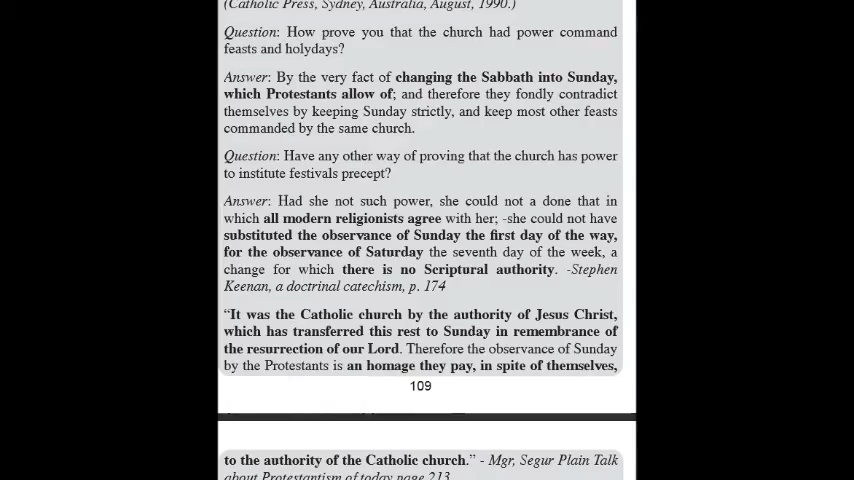 (Catholic Press, Sydney, Australia, August, 1990.)
Question: How prove you that the church had power command
feasts and holydays?
Answer: By the very fact of changing the Sabbath into Sunday,
which Protestants allow of; and therefore they fondly contradict
themselves by keeping Sunday strictly, and keep most other feasts
commanded by the same church.
Question: Have any other way of proving that the church has power
to institute festivals precept?
Answer: Had she not such power, she could not a done that in
which all modern religionists agree with her; -she could not have
substituted the observance of Sunday the first day of the way,
for the observance of Saturday the seventh day of the week, a
change for which there is no Scriptural authority. -Stephen
Keenan, a doctrinal catechism, p. 174
“It was the Catholic church by the authority of Jesus Christ,
which has transferred this rest to Sunday in remembrance of
the resurrection of our Lord. Therefore the observance of Sunday
by the Protestants is an homage they pay, in spite of themselves,
109
to the authority of the Catholic church.” - Mgr, Segur Plain Talk
about Protestantism of today page 213